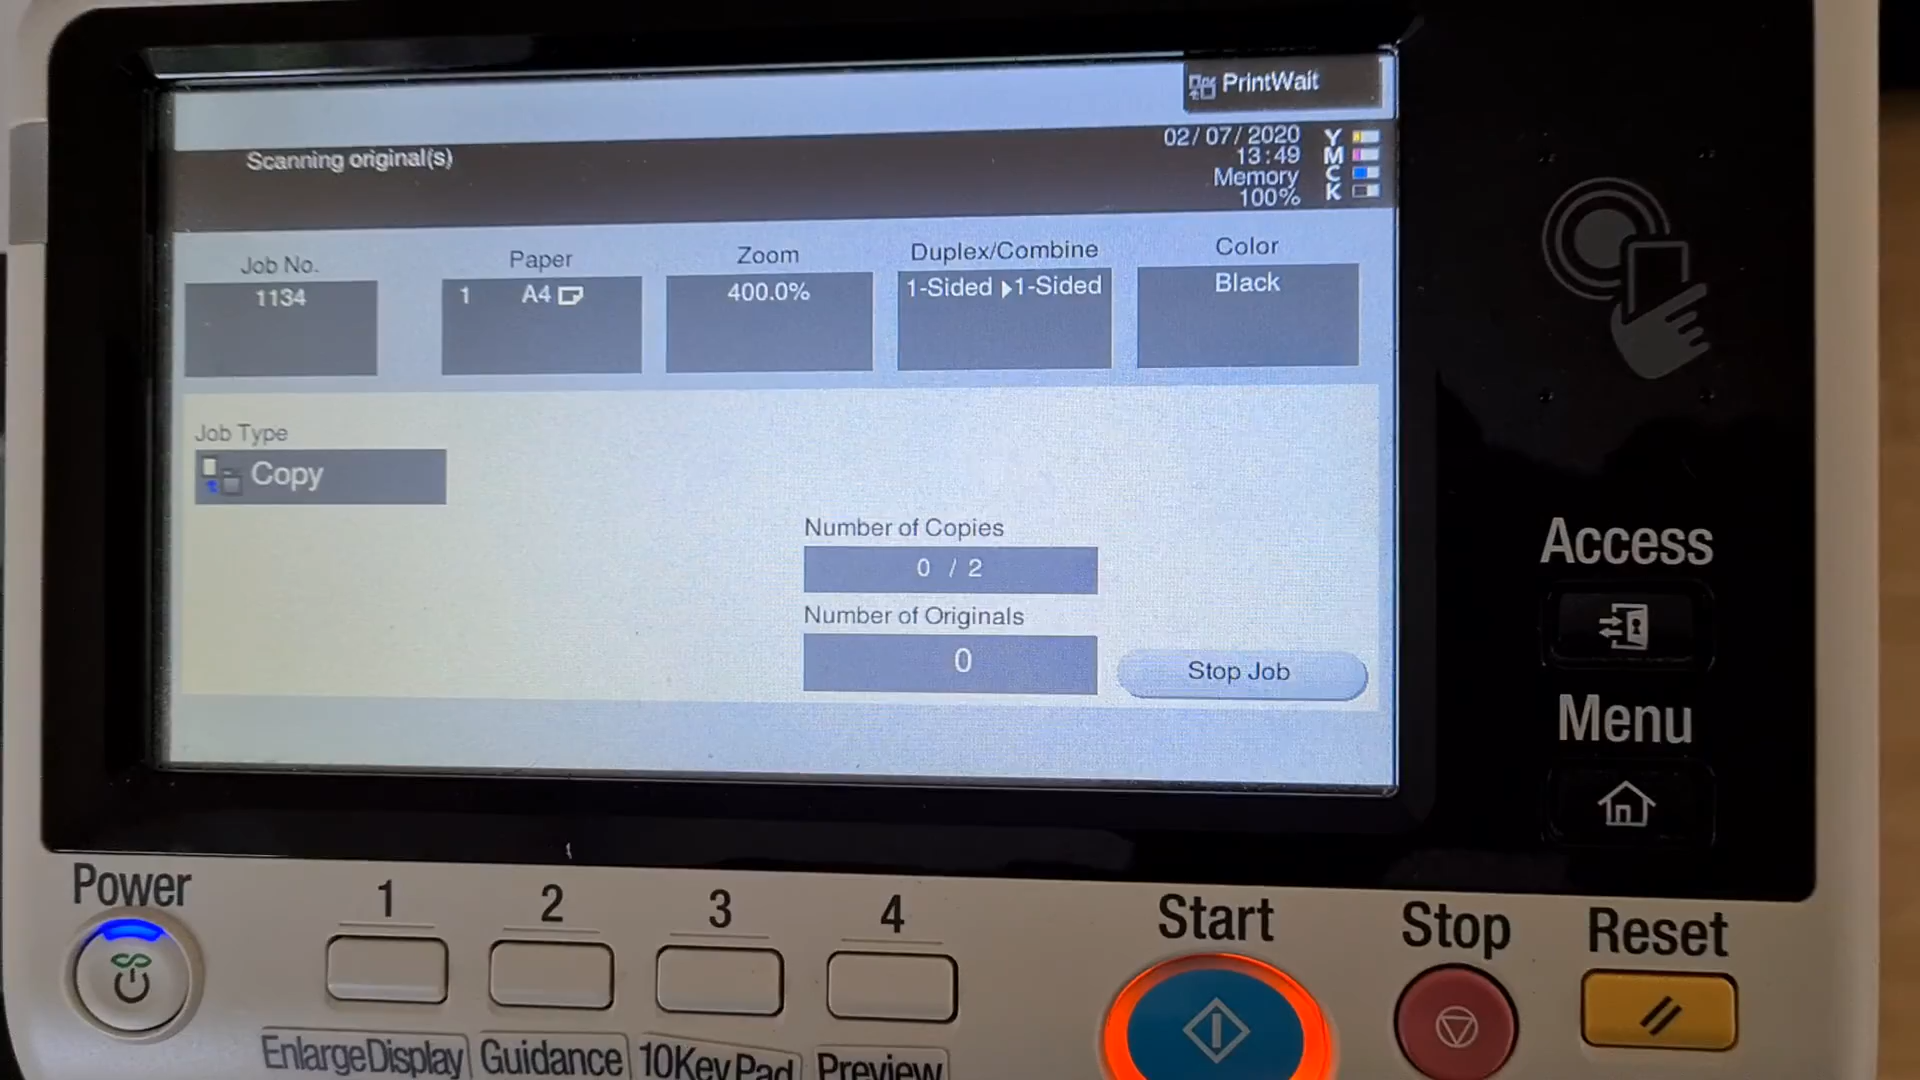 PrintWait
Scanning original(s)
02/07/2020
13:49
Memory
100%
Y
M
C
K
Job No.
1134
Paper
1 A4
Zoom
400.0%
Duplex/Combine
1-Sided ▶1-Sided
Color
Black
Job Type
Copy
Number of Copies
0 / 2
Number of Originals
0
Stop Job
Access
Menu
Power
1
2
3
4
Start
Stop
Reset
EnlargeDisplay
Guidance
10KeyPad
Preview